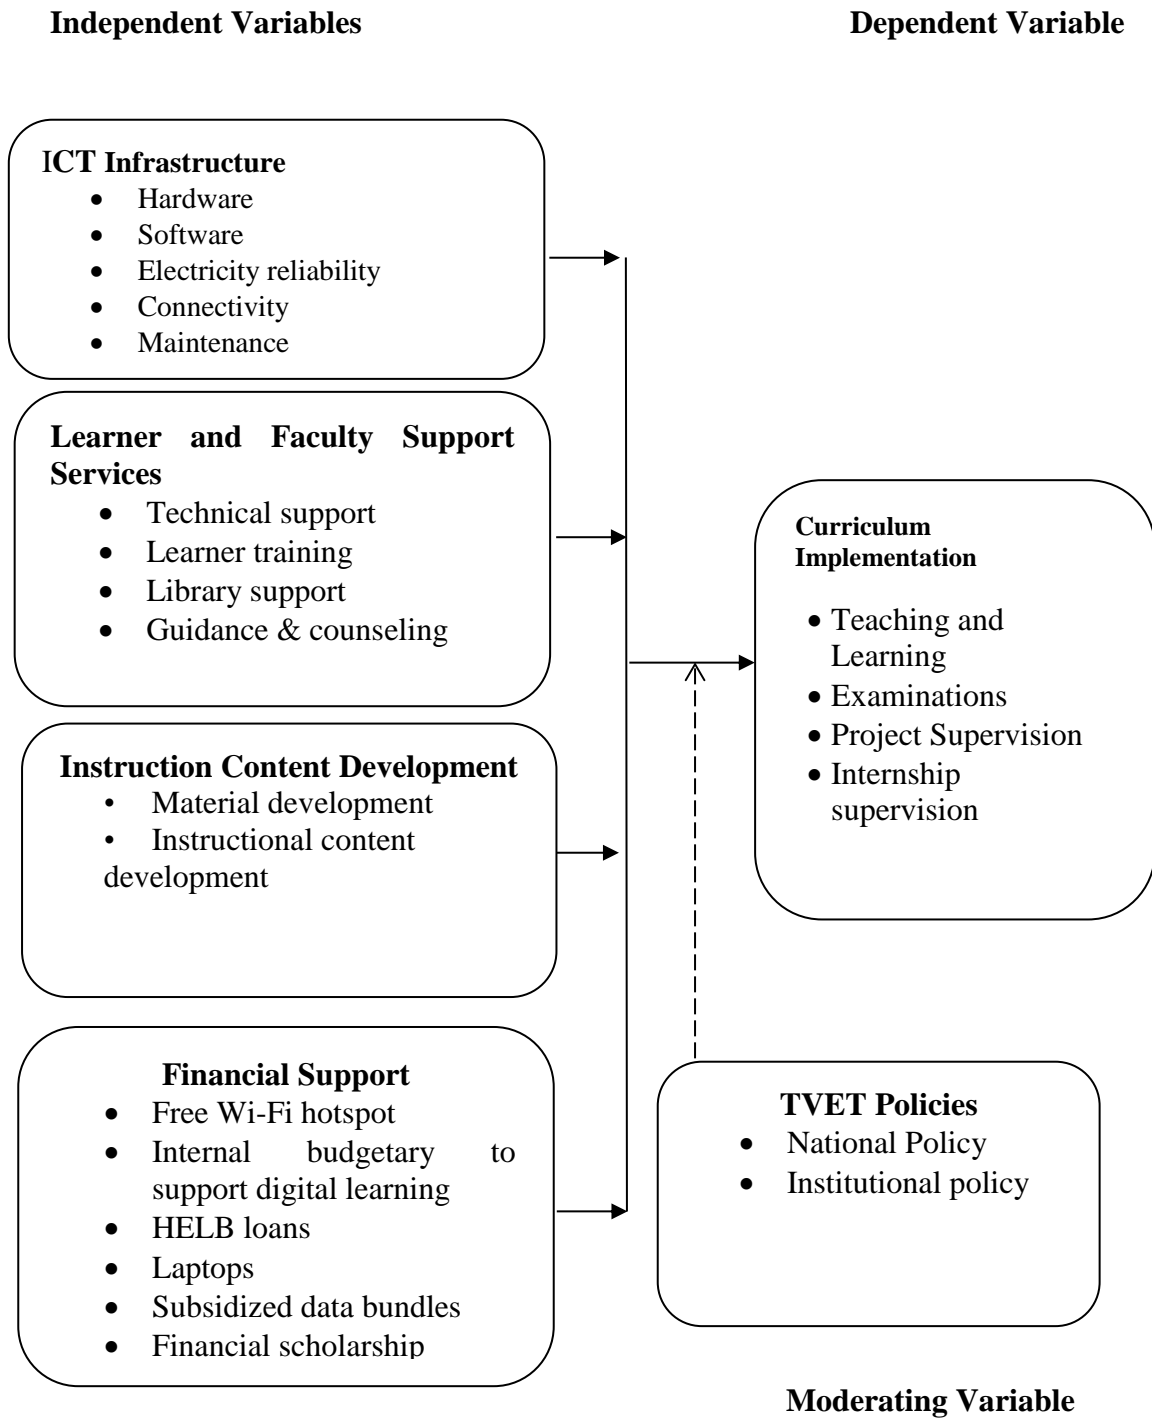 Independent Variables
Dependent Variable
ICT Infrastructure
• Hardware
• Software
• Electricity reliability
• Connectivity
• Maintenance
Learner and Faculty Support
Services
• Technical support
• Learner training
• Library support
• Guidance & counseling
Instruction Content Development
• Material development
• Instructional content
development
Financial Support
• Free Wi-Fi hotspot
• Internal budgetary to
support digital learning
• HELB loans
• Laptops
• Subsidized data bundles
• Financial scholarship
Curriculum
Implementation
• Teaching and
Learning
• Examinations
• Project Supervision
• Internship
supervision
TVET Policies
• National Policy
• Institutional policy
Moderating Variable